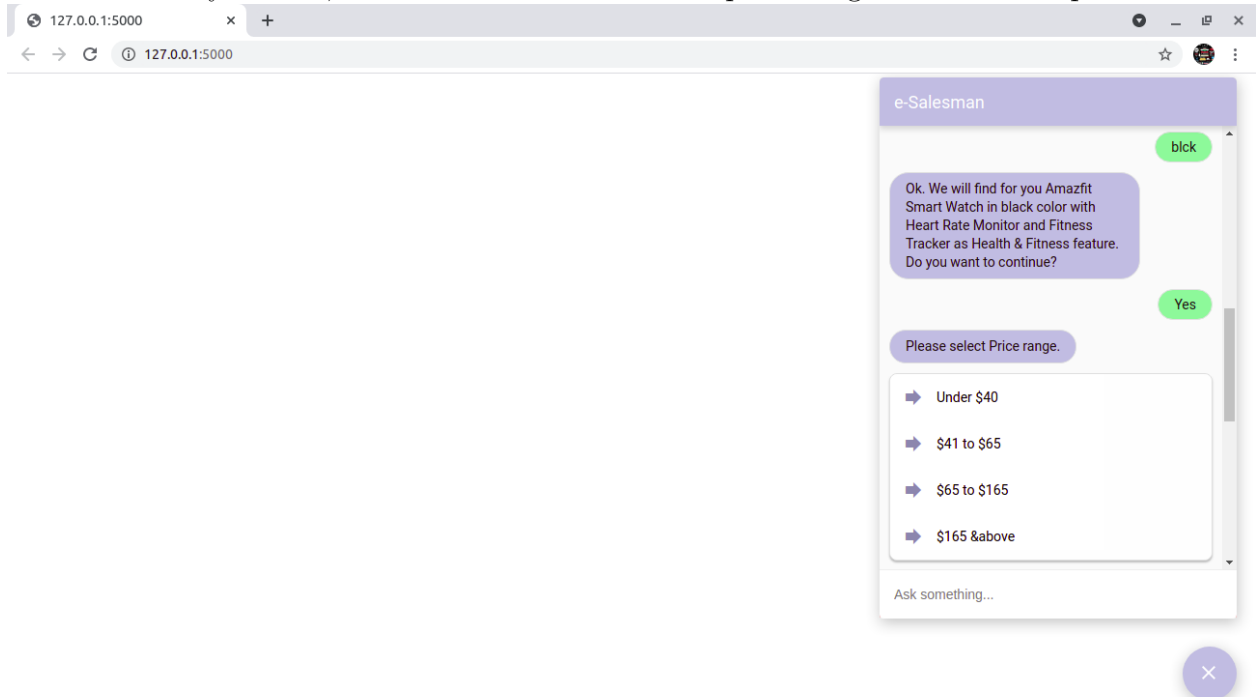 127.0.0.1:5000
127.0.0.1:5000
e-Salesman
blck
Ok. We will find for you Amazfit
Smart Watch in black color with
Heart Rate Monitor and Fitness
Tracker as Health & Fitness feature.
Do you want to continue?
Yes
Please select Price range.
Under $40
$41 to $65
$65 to $165
$165 &above
Ask something...